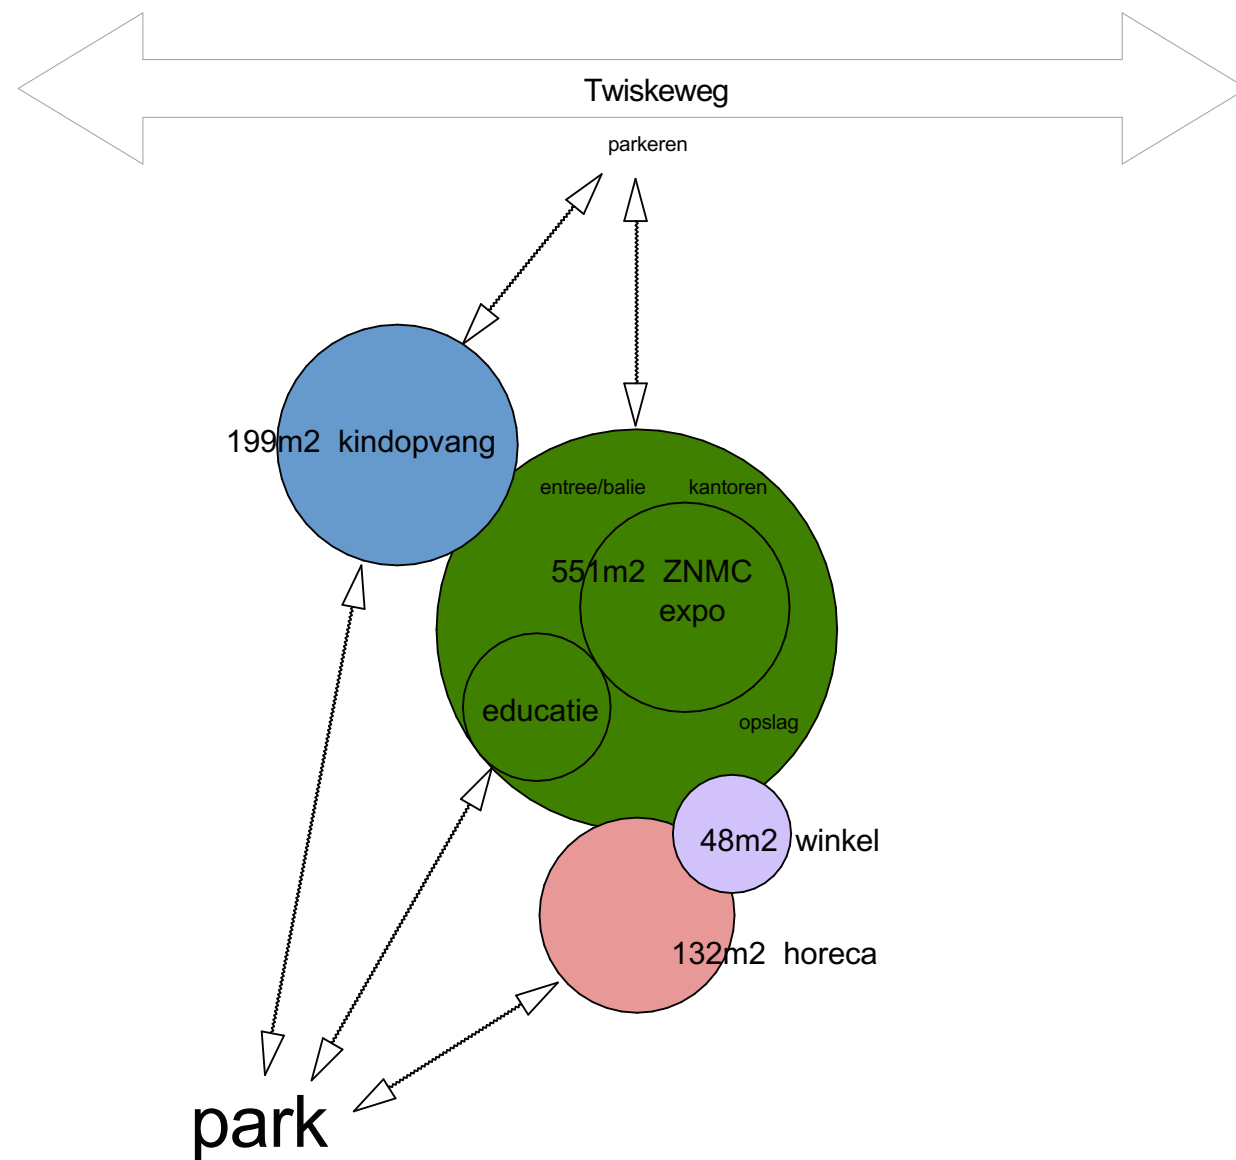 Twiskeweg
parkeren
199m2 kindopvang
entree/balie kantoren
551m2 ZNMC
expo
educatie
opslag
48m2 winkel
132m2 horeca
park